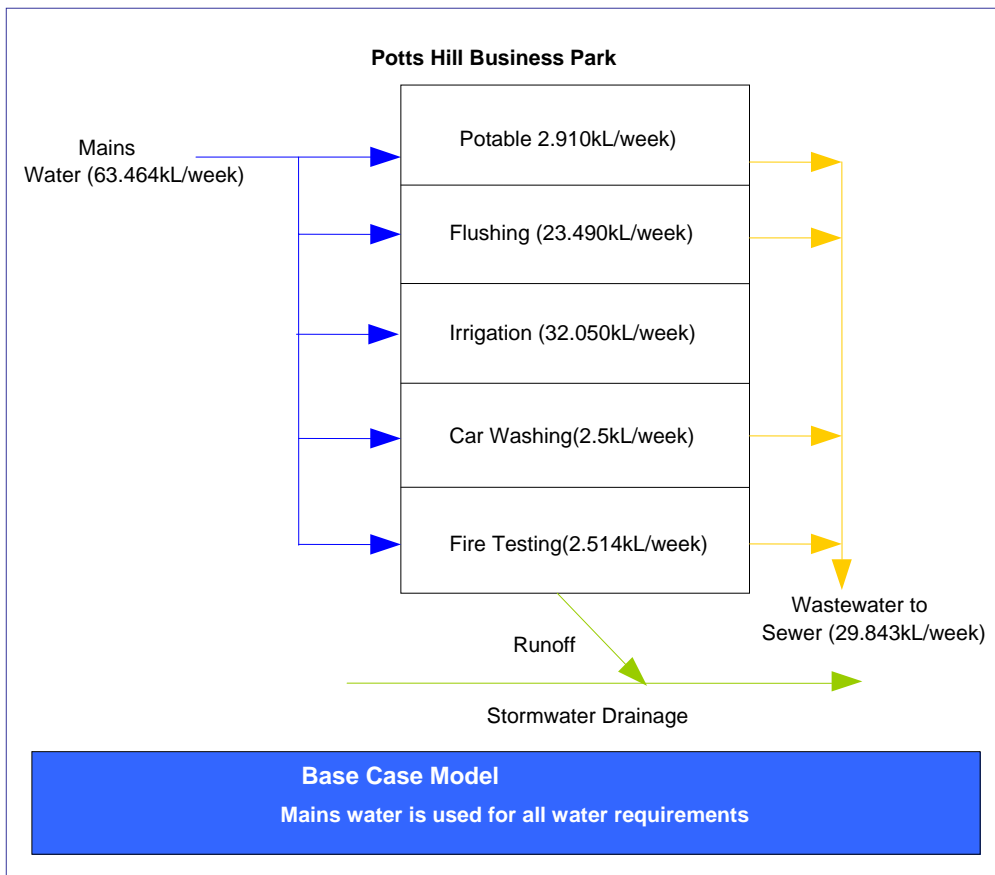 Potts Hill Business Park
Mains
Water (63.464kL/week)
Potable 2.910kL/week)
Flushing (23.490kL/week)
Irrigation (32.050kL/week)
Car Washing(2.5kL/week)
Fire Testing(2.514kL/week)
Wastewater to
Sewer (29.843kL/week)
Runoff
Stormwater Drainage
Base Case Model
Mains water is used for all water requirements